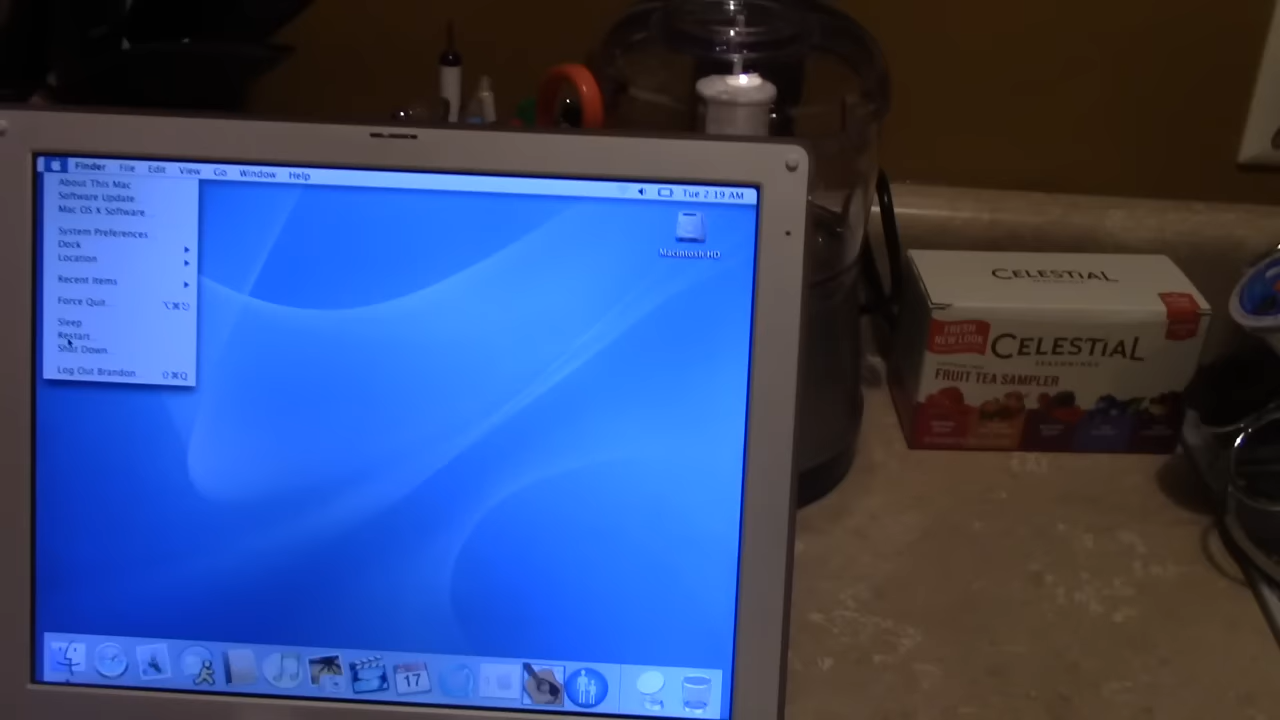 Finder File Edit View Go Window Help
Tue 2:19 AM
About This Mac
Software Update...
Mac OS X Software...
System Preferences...
Dock
Location
Recent Items
Force Quit...
Sleep
Restart...
Shut Down...
Log Out Brandon... ⇧⌘Q
Macintosh HD
17
CELESTIAL
SEASONINGS
FRESH
NEW LOOK
CELESTIAL
SEASONINGS
FRUIT TEA SAMPLER